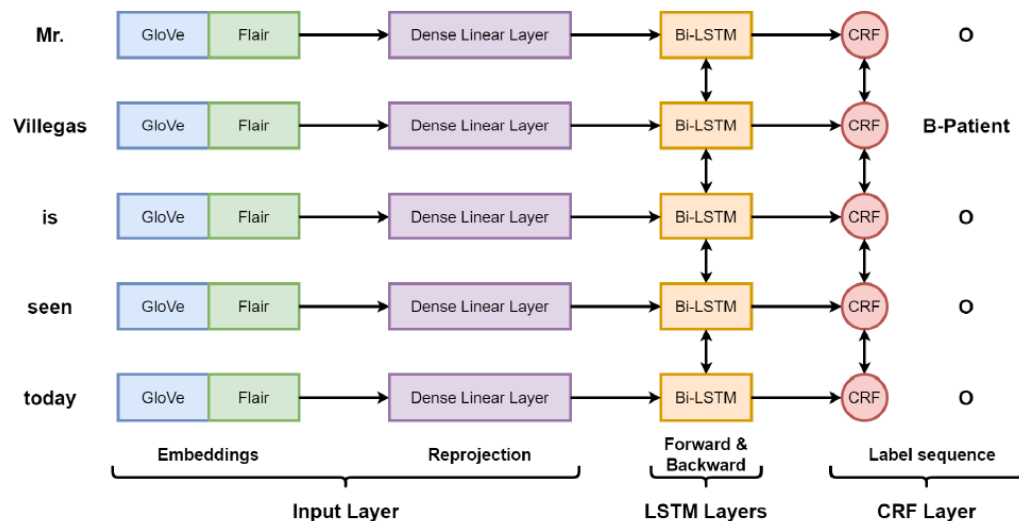 Mr. GloVe Flair Dense Linear Layer Bi-LSTM CRF O
Villegas GloVe Flair Dense Linear Layer Bi-LSTM CRF B-Patient
is GloVe Flair Dense Linear Layer Bi-LSTM CRF O
seen GloVe Flair Dense Linear Layer Bi-LSTM CRF O
today GloVe Flair Dense Linear Layer Bi-LSTM CRF O
Embeddings Reprojection Forward & Backward Label sequence
Input Layer LSTM Layers CRF Layer